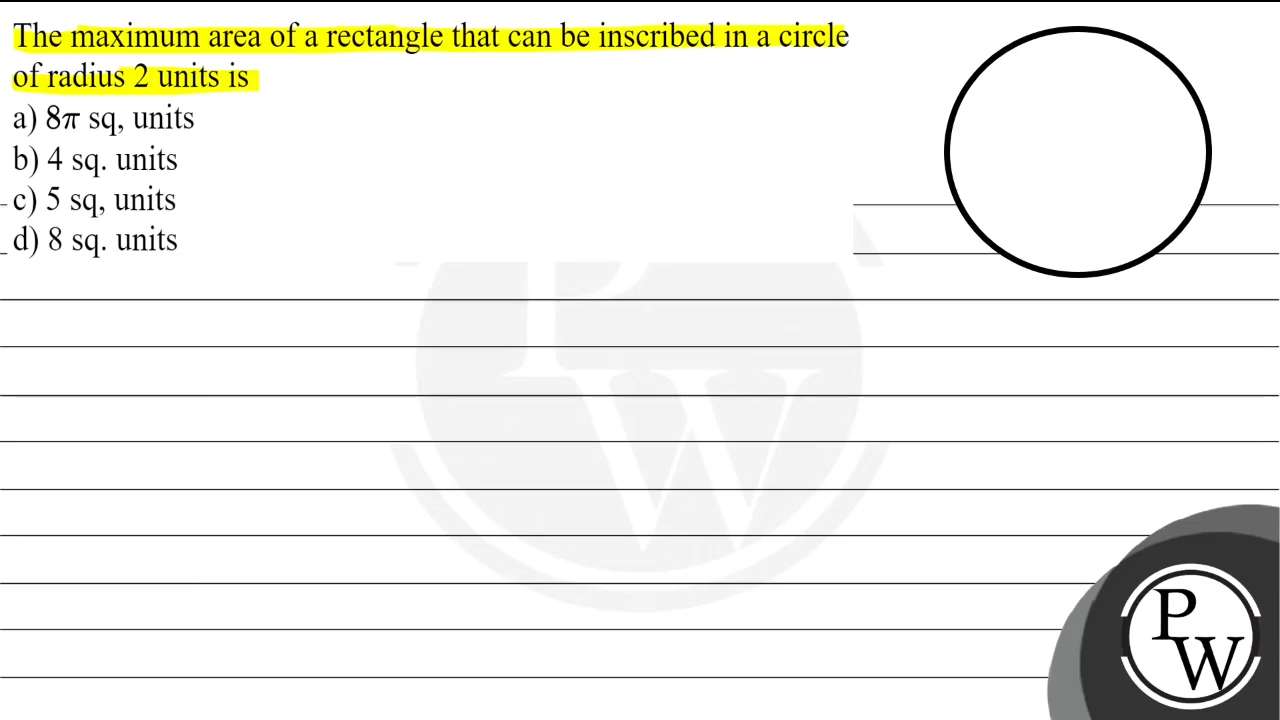 The maximum area of a rectangle that can be inscribed in a circle
of radius 2 units is
a) 8π sq, units
b) 4 sq. units
c) 5 sq, units
d) 8 sq. units
P
W
P
W